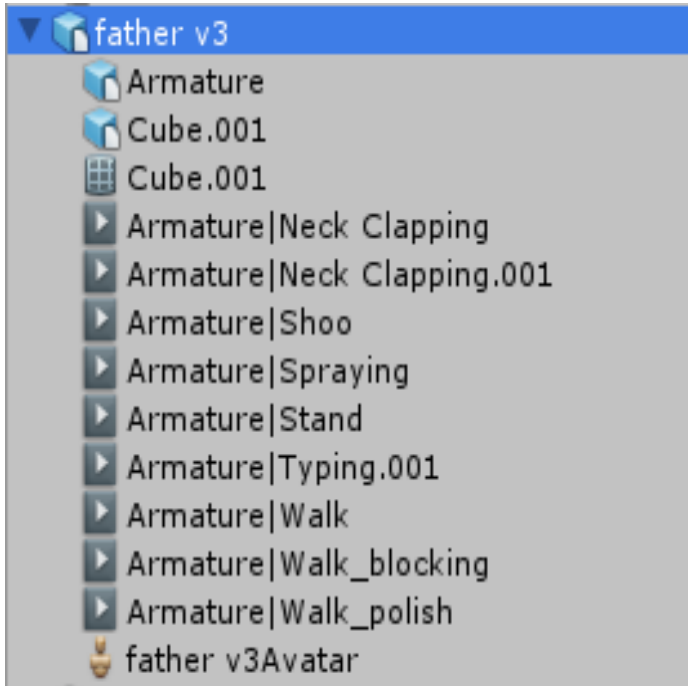 father v3
Armature
Cube.001
Cube.001
Armature|Neck Clapping
Armature|Neck Clapping.001
Armature|Shoo
Armature|Spraying
Armature|Stand
Armature|Typing.001
Armature|Walk
Armature|Walk_blocking
Armature|Walk_polish
father v3Avatar